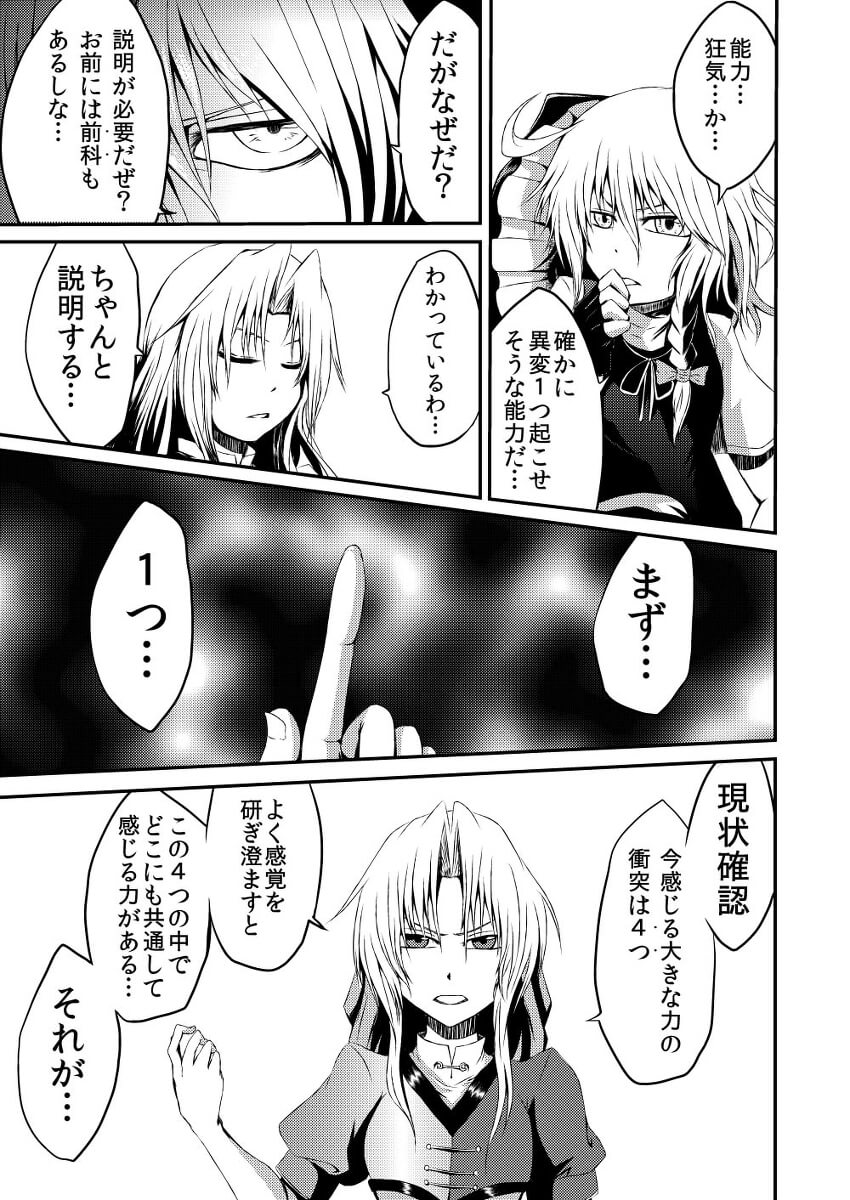 能力…
狂気…か…
確かに
異変１つ起こせ
そうな能力だ…
だがなぜだ？
説明が必要だぜ？
お前には前科も
あるしな…
わかっているわ…
ちゃんと
説明する…
まず…
１つ…
現状確認
今感じる大きな力の
衝突は４つ
よく感覚を
研ぎ澄ますと
この４つの中で
どこにも共通して
感じる力がある…
それが…